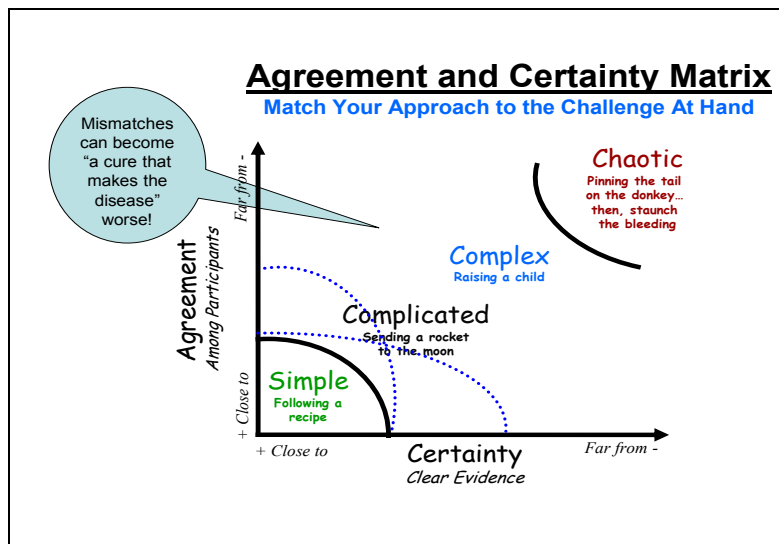 Agreement and Certainty Matrix
Match Your Approach to the Challenge At Hand
Mismatches
can become
“a cure that
makes the
disease”
worse!
Chaotic
Pinning the tail
on the donkey…
then, staunch
the bleeding
Complex
Raising a child
Complicated
Sending a rocket
to the moon
Simple
Following a
recipe
Agreement
Among Participants
+ Close to
Far from -
+ Close to
Certainty
Far from -
Clear Evidence